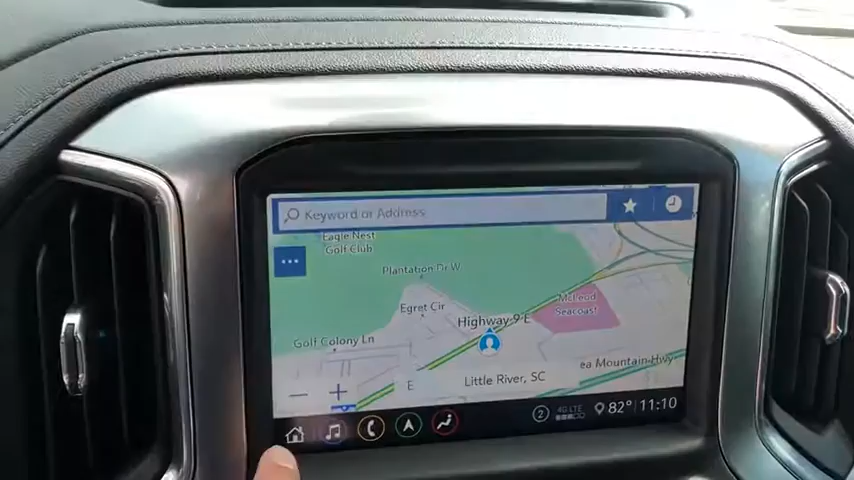 Keyword or Address
Eagle Nest
Golf Club
Plantation Dr W
Egret Cir
McLeod
Seacoast
Highway 9 E
Golf Colony Ln
ea Mountain Hwy
E
Little River, SC
2
4G LTE
82°
11:10